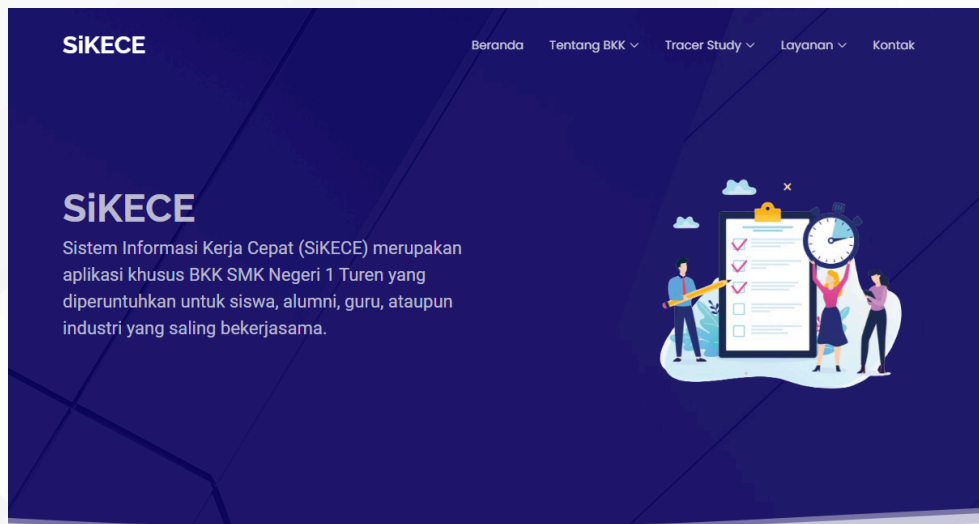 SiKECE
Beranda Tentang BKK Tracer Study Layanan Kontak
SiKECE
Sistem Informasi Kerja Cepat (SiKECE) merupakan
aplikasi khusus BKK SMK Negeri 1 Turen yang
diperuntuhkan untuk siswa, alumni, guru, ataupun
industri yang saling bekerjasama.